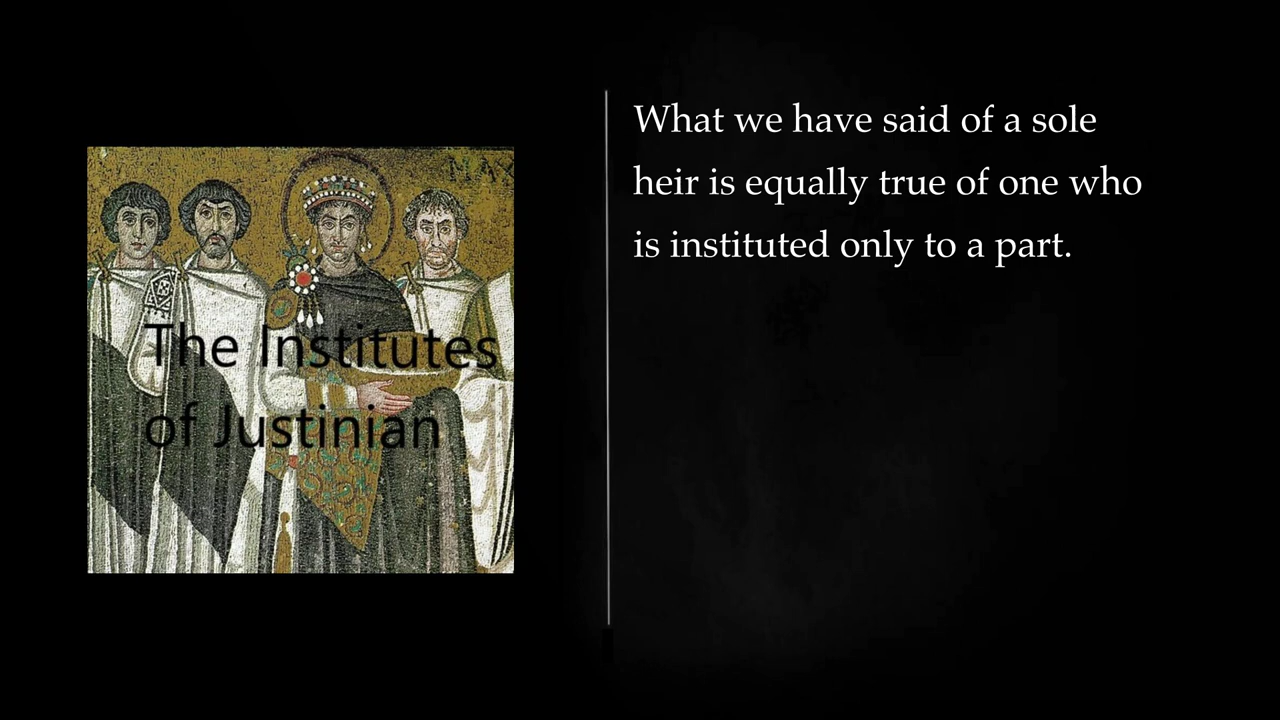 The Institutes
of Justinian
What we have said of a sole
heir is equally true of one who
is instituted only to a part.